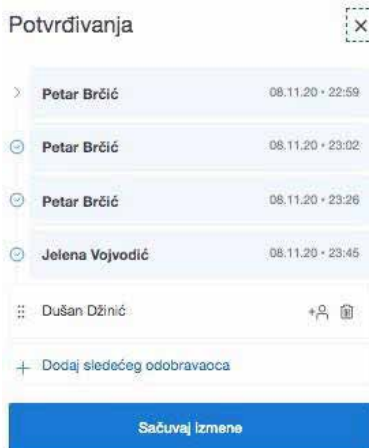 Potvrđivanja
Petar Brčić 08.11.20 • 22:59
Petar Brčić 08.11.20 • 23:02
Petar Brčić 08.11.20 • 23:26
Jelena Vojvodić 08.11.20 • 23:45
Dušan Džinić
+ Dodaj sledećeg odobravaoca
Sačuvaj izmene